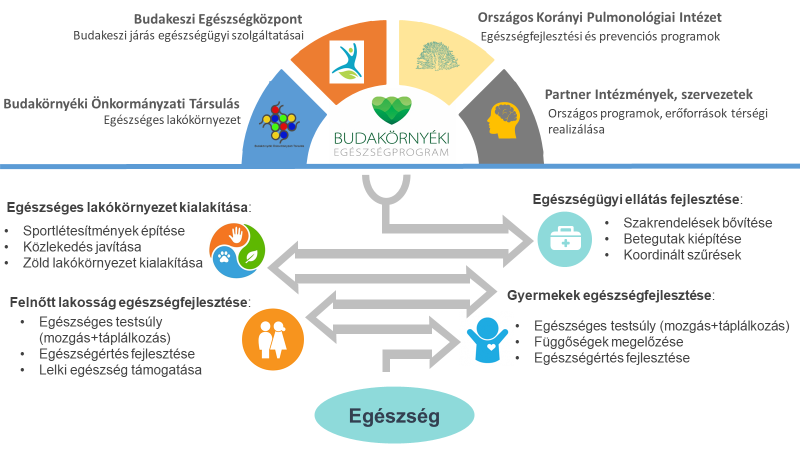 Budakeszi Egészségközpont
Budakeszi járás egészségügyi szolgáltatásai
Országos Korányi Pulmonológiai Intézet
Egészségfejlesztési és prevenciós programok
Budakörnyéki Önkormányzati Társulás
Egészséges lakókörnyezet
Partner Intézmények, szervezetek
Országos programok, erőforrások térségi
realizálása
Budakörnyéki Önkormányzati Társulás
BUDAKÖRNYÉKI
EGÉSZSÉGPROGRAM
Egészséges lakókörnyezet kialakítása:
• Sportlétesítmények építése
• Közlekedés javítása
• Zöld lakókörnyezet kialakítása
Egészségügyi ellátás fejlesztése:
• Szakrendelések bővítése
• Betegutak kiépítése
• Koordinált szűrések
Felnőtt lakosság egészségfejlesztése:
• Egészséges testsúly
(mozgás+táplálkozás)
• Egészségértés fejlesztése
• Lelki egészség támogatása
Gyermekek egészségfejlesztése:
• Egészséges testsúly (mozgás+táplálkozás)
• Függőségek megelőzése
• Egészségértés fejlesztése
Egészség